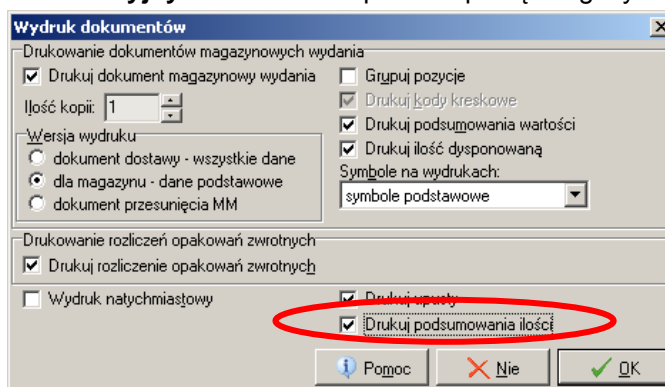 Wydruk dokumentów
Drukowanie dokumentów magazynowych wydania
Drukuj dokument magazynowy wydania
Ilość kopii: 1
Wersja wydruku
dokument dostawy - wszystkie dane
dla magazynu - dane podstawowe
dokument przesunięcia MM
Grupuj pozycje
Drukuj kody kreskowe
Drukuj podsumowania wartości
Drukuj ilość dysponowaną
Symbole na wydrukach:
symbole podstawowe
Drukowanie rozliczeń opakowań zwrotnych
Drukuj rozliczenie opakowań zwrotnych
Wydruk natychmiastowy
Drukuj upusty
Drukuj podsumowania ilości
Pomoc
Nie
OK